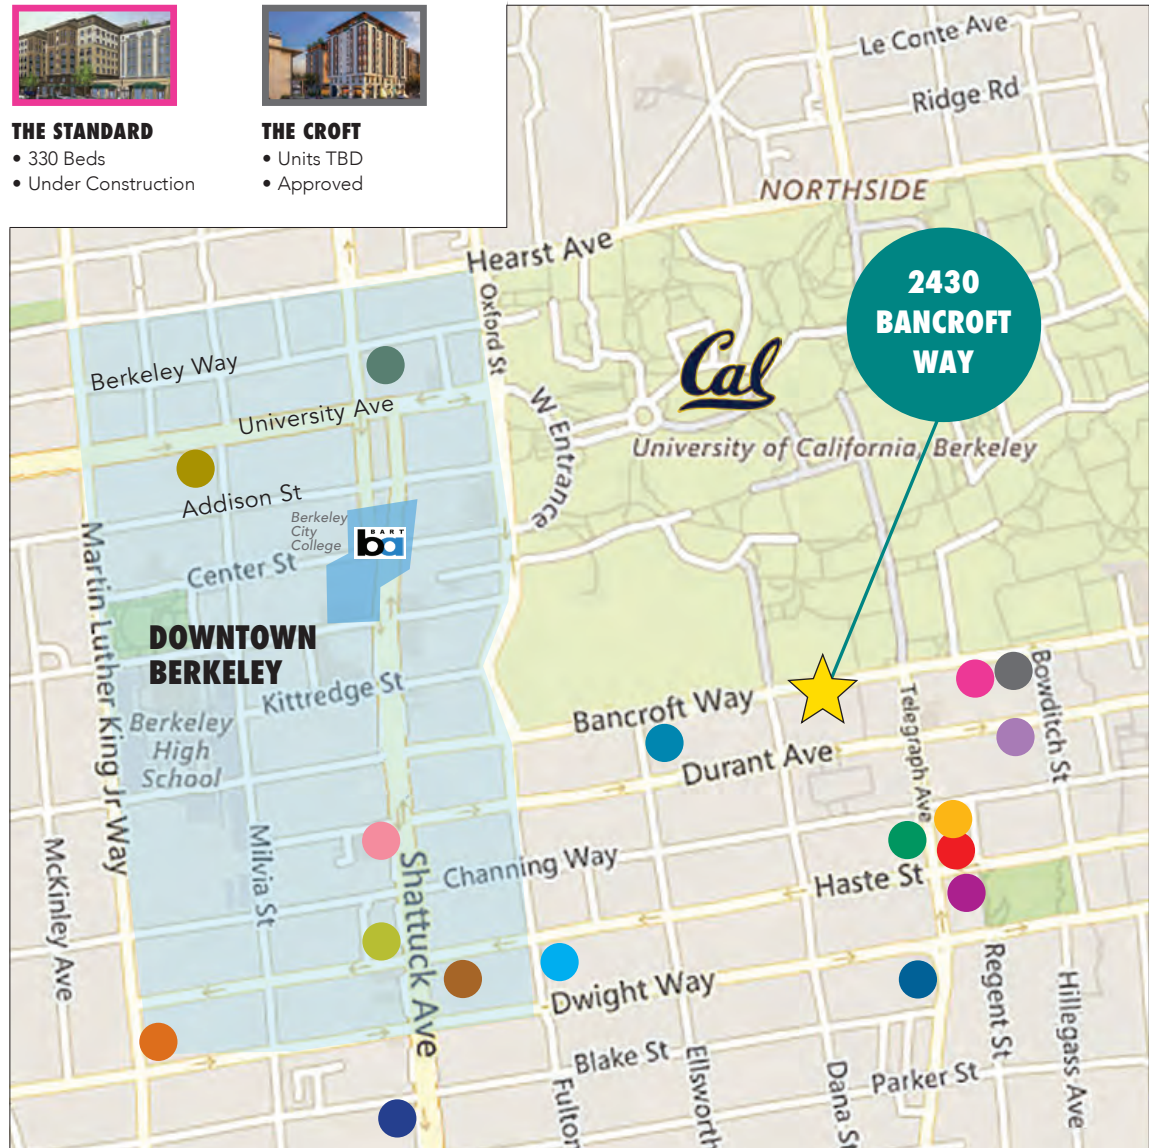 THE STANDARD
• 330 Beds
• Under Construction
THE CROFT
• Units TBD
• Approved
Le Conte Ave
Ridge Rd
NORTHSIDE
Hearst Ave
2430
BANCROFT
WAY
Oxford St
Cal
Berkeley Way
University Ave
W Entrance
University of California, Berkeley
Addison St
Berkeley
City
College
BART
ba
Center St
Martin Luther King Jr Way
DOWNTOWN
BERKELEY
Kittredge St
Berkeley
High
School
Bancroft Way
Durant Ave
Telegraph Ave
Bowditch St
McKinley Ave
Milvia St
Shattuck Ave
Channing Way
Haste St
Dwight Way
Regent St
Hillegass Ave
Blake St
Parker St
Fulton
Ellsworth
Dana St